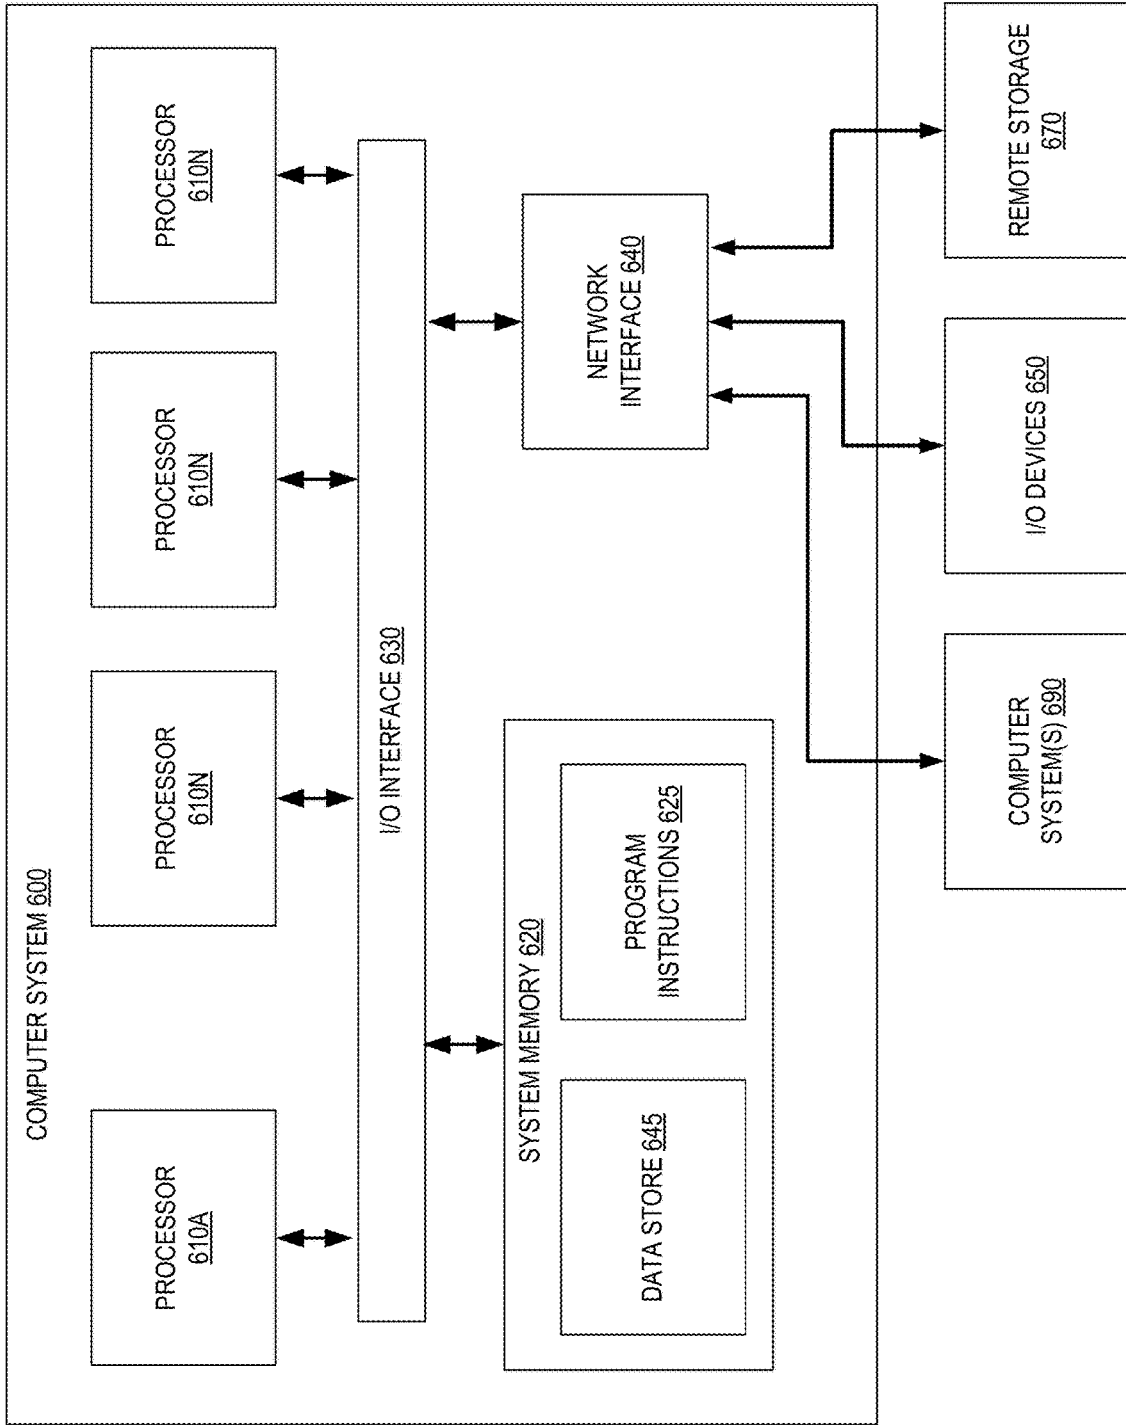 COMPUTER SYSTEM 600
PROCESSOR
610A
PROCESSOR
610N
PROCESSOR
610N
PROCESSOR
610N
I/O INTERFACE 630
SYSTEM MEMORY 620
DATA STORE 645
PROGRAM
INSTRUCTIONS 625
NETWORK
INTERFACE 640
COMPUTER
SYSTEM(S) 690
I/O DEVICES 650
REMOTE STORAGE
670